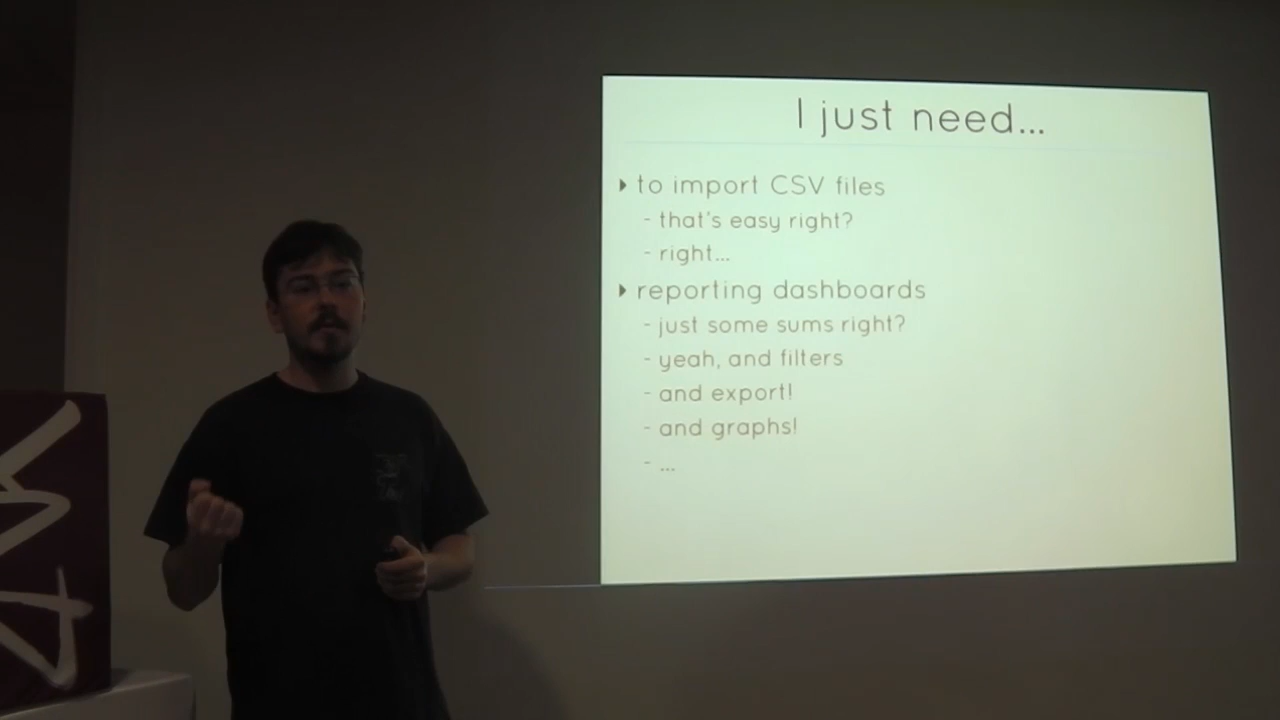 I just need...
to import CSV files
- that's easy right?
- right...
reporting dashboards
- just some sums right?
- yeah, and filters
- and export!
- and graphs!
- ...